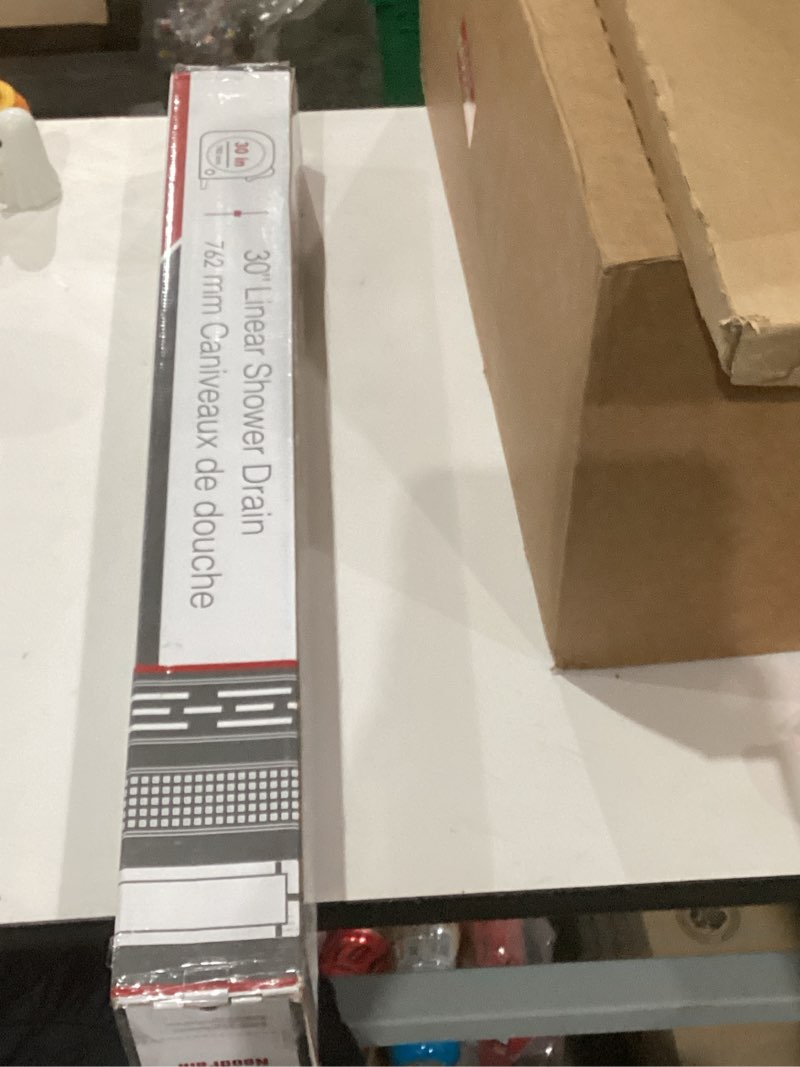 30 in
30" Linear Shower Drain
762 mm Caniveaux de douche